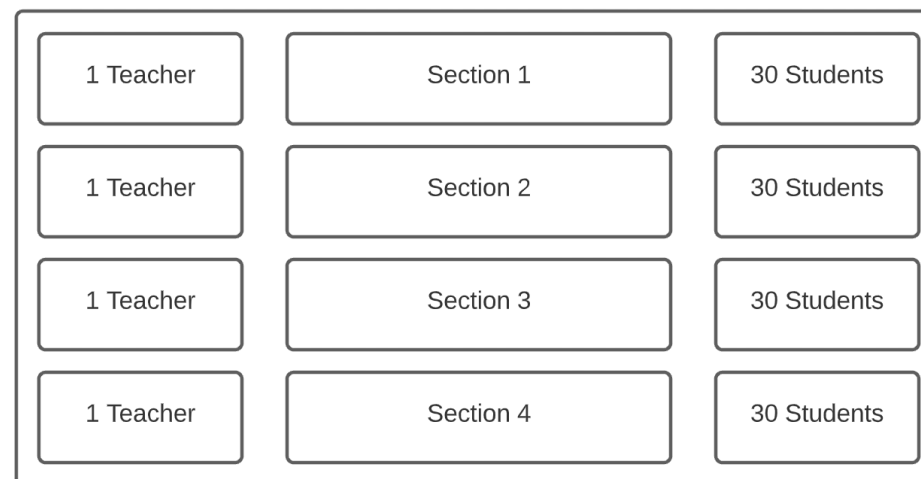 1 Teacher
Section 1
30 Students
1 Teacher
Section 2
30 Students
1 Teacher
Section 3
30 Students
1 Teacher
Section 4
30 Students